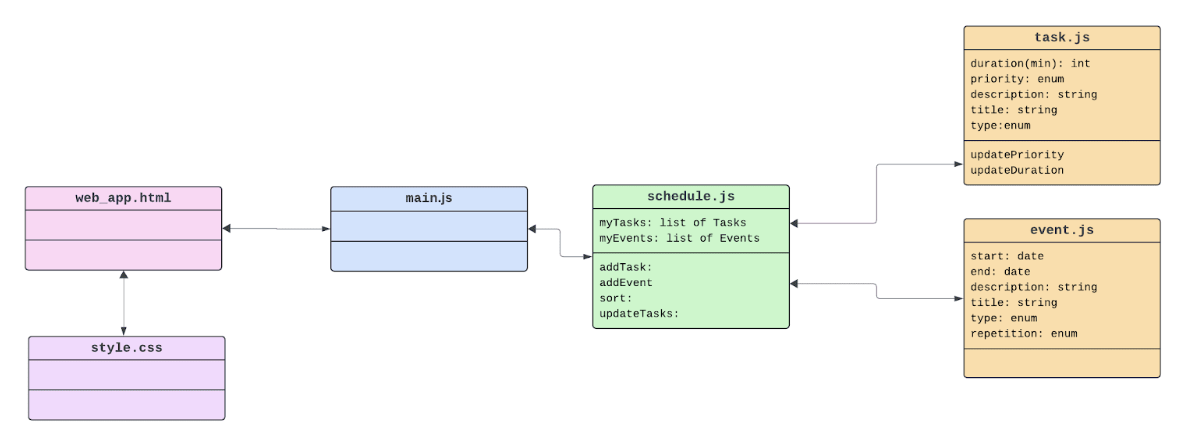 web_app.html
style.css
main.js
schedule.js
myTasks: list of Tasks
myEvents: list of Events
addTask:
addEvent
sort:
updateTasks:
task.js
duration(min): int
priority: enum
description: string
title: string
type:enum
updatePriority
updateDuration
event.js
start: date
end: date
description: string
title: string
type: enum
repetition: enum